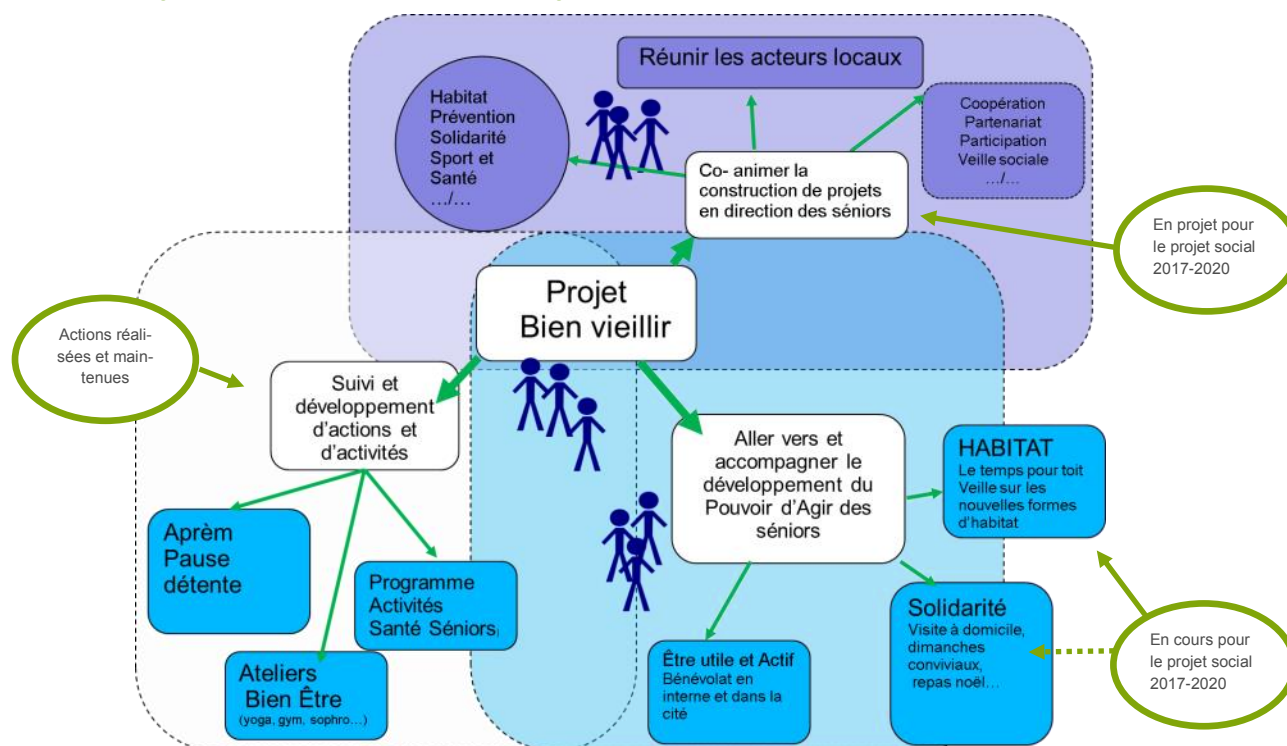 Réunir les acteurs locaux
Habitat
Prévention
Solidarité
Sport et
Santé
…/…
Coopération
Partenariat
Participation
Veille sociale
…/…
Co- animer la
construction de projets
en direction des séniors
En projet pour
le projet social
2017-2020
Projet
Bien vieillir
Actions réali-
sées et main-
tenues
Suivi et
développement
d'actions et
d'activités
Aller vers et
accompagner le
développement du
Pouvoir d'Agir des
séniors
HABITAT
Le temps pour toit
Veille sur les
nouvelles formes
d'habitat
Aprèm
Pause
détente
Programme
Activités
Santé Séniors)
Ateliers
Bien Être
(yoga, gym, sophro…)
Être utile et Actif
Bénévolat en
interne et dans la
cité
Solidarité
Visite à domicile,
dimanches
conviviaux,
repas noël…
En cours pour
le projet social
2017-2020